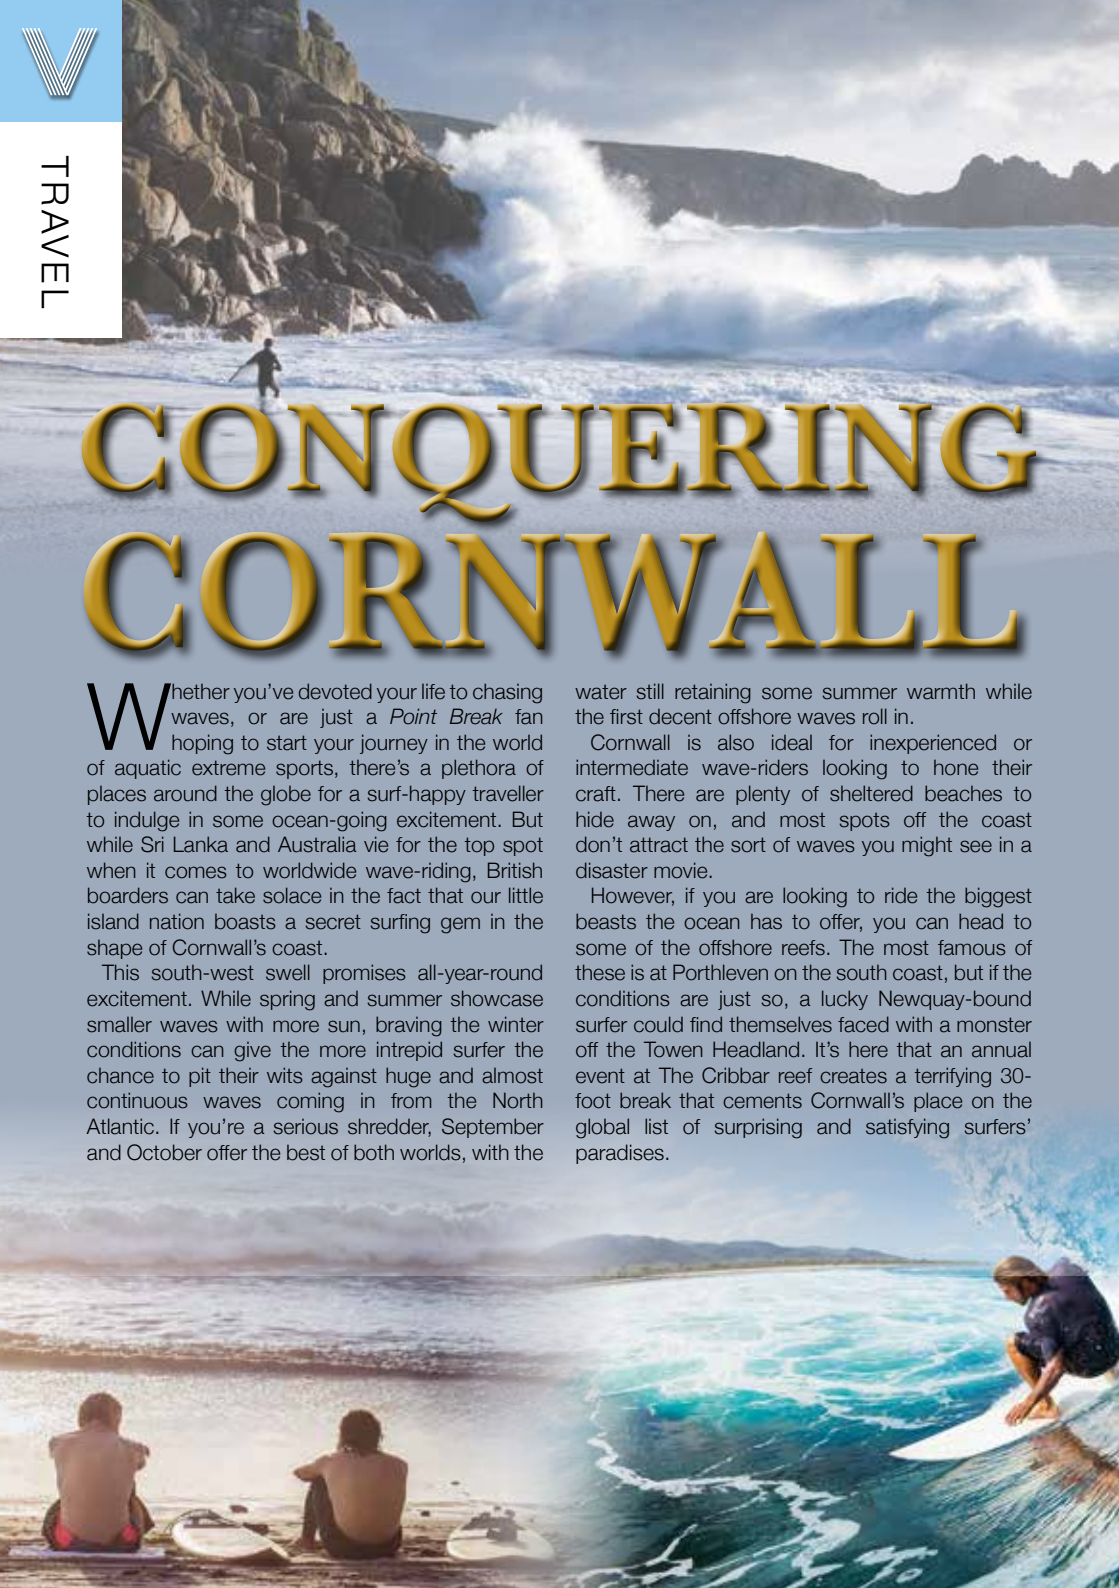 V
TRAVEL
CONQUERING
CORNWALL
Whether you’ve devoted your life to chasing
waves, or are just a Point Break fan
hoping to start your journey in the world
of aquatic extreme sports, there’s a plethora of
places around the globe for a surf-happy traveller
to indulge in some ocean-going excitement. But
while Sri Lanka and Australia vie for the top spot
when it comes to worldwide wave-riding, British
boarders can take solace in the fact that our little
island nation boasts a secret surfing gem in the
shape of Cornwall’s coast.
This south-west swell promises all-year-round
excitement. While spring and summer showcase
smaller waves with more sun, braving the winter
conditions can give the more intrepid surfer the
chance to pit their wits against huge and almost
continuous waves coming in from the North
Atlantic. If you’re a serious shredder, September
and October offer the best of both worlds, with the
water still retaining some summer warmth while
the first decent offshore waves roll in.
Cornwall is also ideal for inexperienced or
intermediate wave-riders looking to hone their
craft. There are plenty of sheltered beaches to
hide away on, and most spots off the coast
don’t attract the sort of waves you might see in a
disaster movie.
However, if you are looking to ride the biggest
beasts the ocean has to offer, you can head to
some of the offshore reefs. The most famous of
these is at Porthleven on the south coast, but if the
conditions are just so, a lucky Newquay-bound
surfer could find themselves faced with a monster
off the Towen Headland. It’s here that an annual
event at The Cribbar reef creates a terrifying 30-
foot break that cements Cornwall’s place on the
global list of surprising and satisfying surfers’
paradises.